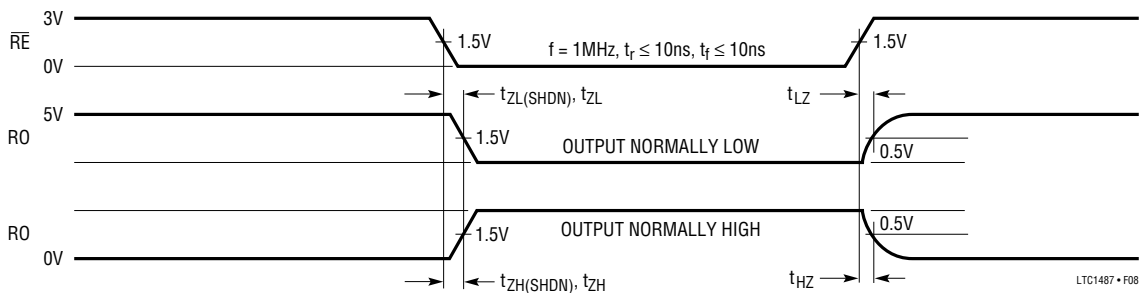 3V
R̅E̅
1.5V
f = 1MHz, tr ≤ 10ns, tf ≤ 10ns
1.5V
0V
tZL(SHDN), tZL
tLZ
5V
RO
1.5V
OUTPUT NORMALLY LOW
0.5V
RO
1.5V
OUTPUT NORMALLY HIGH
0.5V
0V
tZH(SHDN), tZH
tHZ
LTC1487 • F08